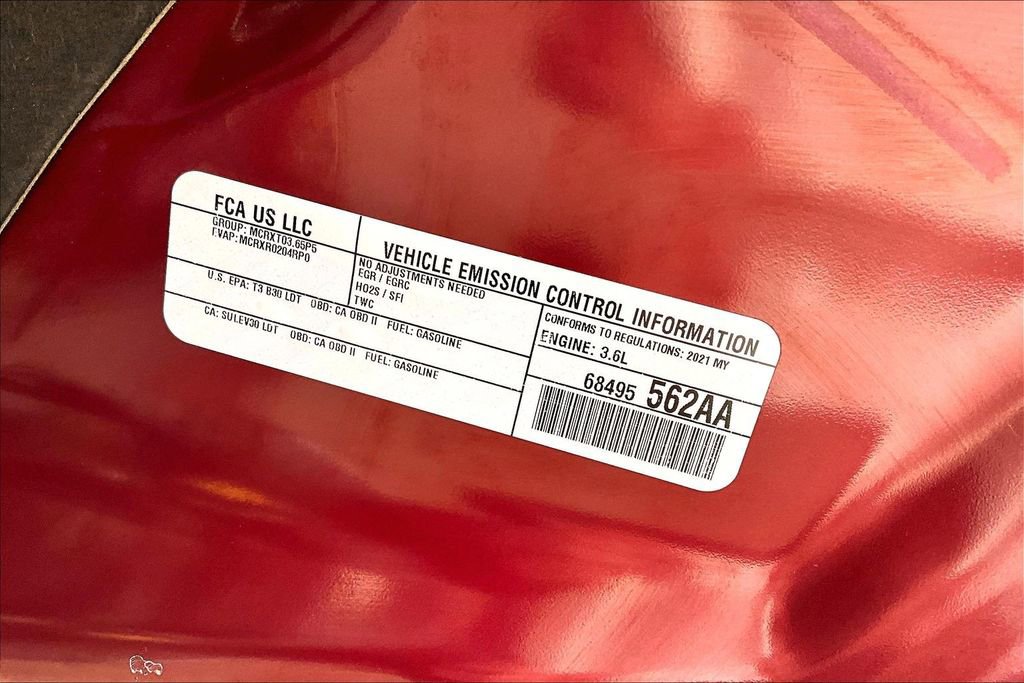 FCA US LLC
GROUP: MCRXT03.65P5
EVAP: MCRXR0204RP0
VEHICLE EMISSION CONTROL INFORMATION
NO ADJUSTMENTS NEEDED
EGR / EGRC
HO2S / SFI
TWC
CONFORMS TO REGULATIONS: 2021 MY
ENGINE: 3.6L
U.S. EPA: T3 B30 LDT OBD: CA OBD II FUEL: GASOLINE
CA: SULEV30 LDT OBD: CA OBD II FUEL: GASOLINE
68495 562AA